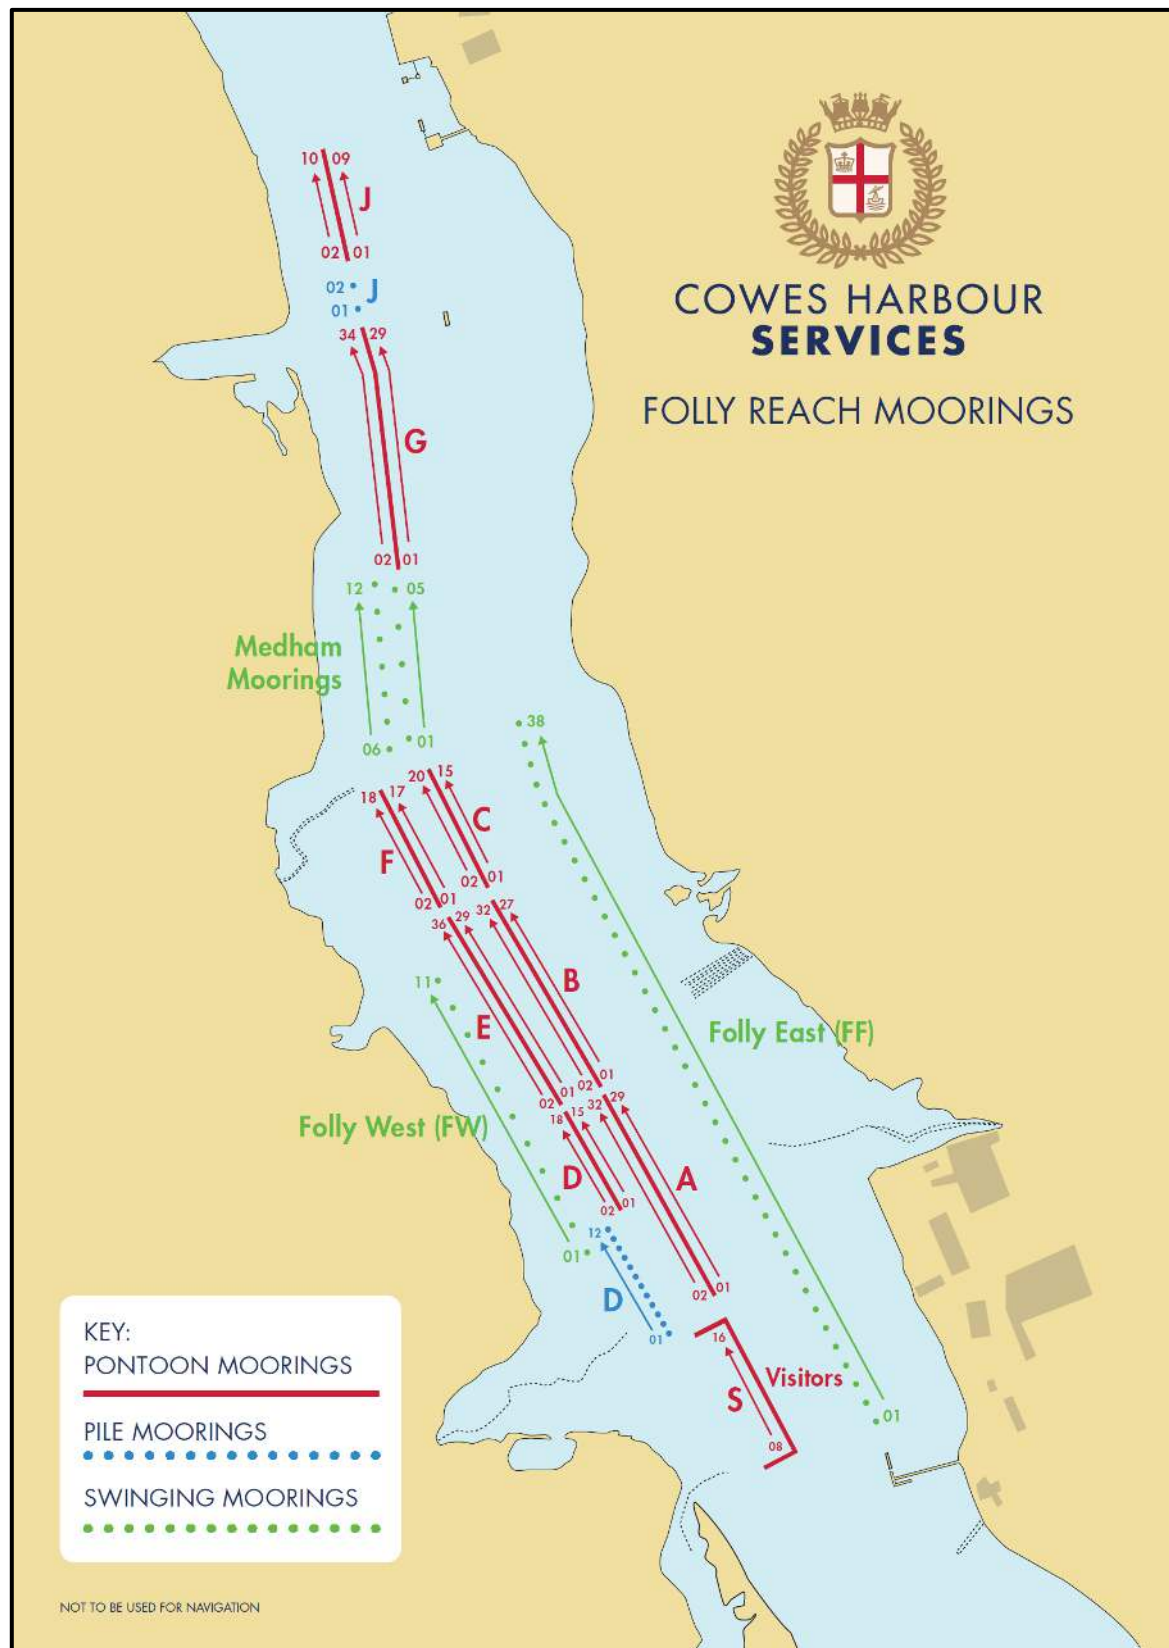 COWES HARBOUR
SERVICES
FOLLY REACH MOORINGS
10 09
J
02 01
02 J
01
34 29
G
02 01
12 05
Medham
Moorings
06 01
38
20 15
18 17
C
F
02 01
02 01
36 29 32 27
11
B
E
Folly East (FF)
02 01
02 01
18 15 32 29
Folly West (FW)
D
A
02 01
12
01
D
02 01
01
16
Visitors
S
08
01
KEY:
PONTOON MOORINGS
PILE MOORINGS
SWINGING MOORINGS
NOT TO BE USED FOR NAVIGATION